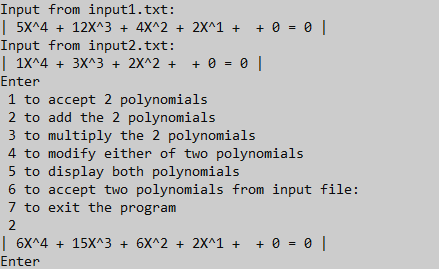 Input from input1.txt:
| 5X^4 + 12X^3 + 4X^2 + 2X^1 +  + 0 = 0 |
Input from input2.txt:
| 1X^4 + 3X^3 + 2X^2 +  + 0 = 0 |
Enter
 1 to accept 2 polynomials
 2 to add the 2 polynomials
 3 to multiply the 2 polynomials
 4 to modify either of two polynomials
 5 to display both polynomials
 6 to accept two polynomials from input file:
 7 to exit the program
 2
| 6X^4 + 15X^3 + 6X^2 + 2X^1 +  + 0 = 0 |
Enter